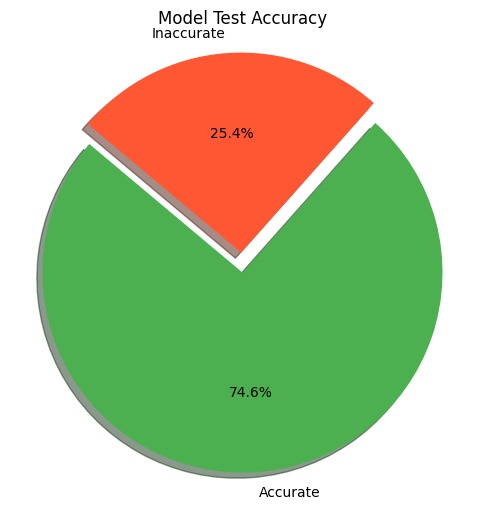 Model Test Accuracy
Inaccurate
25.4%
74.6%
Accurate